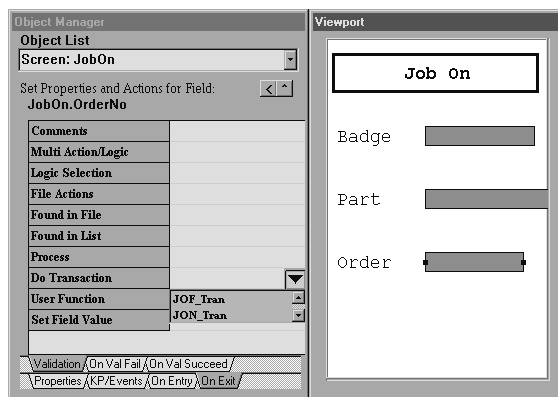 Object Manager
Object List
Screen: JobOn
Set Properties and Actions for Field:
JobOn.OrderNo
Comments
Multi Action/Logic
Logic Selection
File Actions
Found in File
Found in List
Process
Do Transaction
User Function JOF_Tran
Set Field Value JON_Tran
Validation On Val Fail On Val Succeed
Properties KP/Events On Entry On Exit
Viewport
Job On
Badge
Part
Order